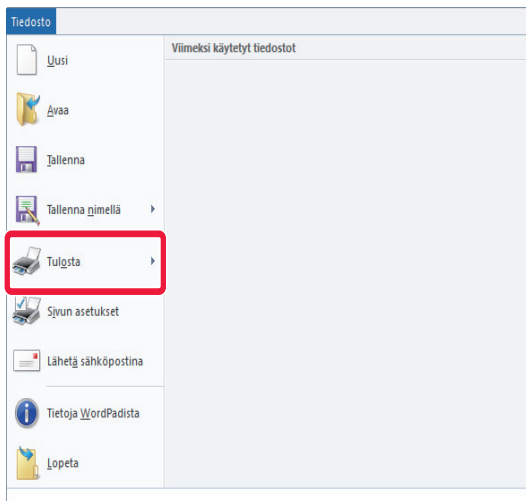 Tiedosto
Viimeksi käytetyt tiedostot
Uusi
Avaa
Tallenna
Tallenna nimellä
Tulosta
Sivun asetukset
Lähetä sähköpostina
Tietoja WordPadista
Lopeta